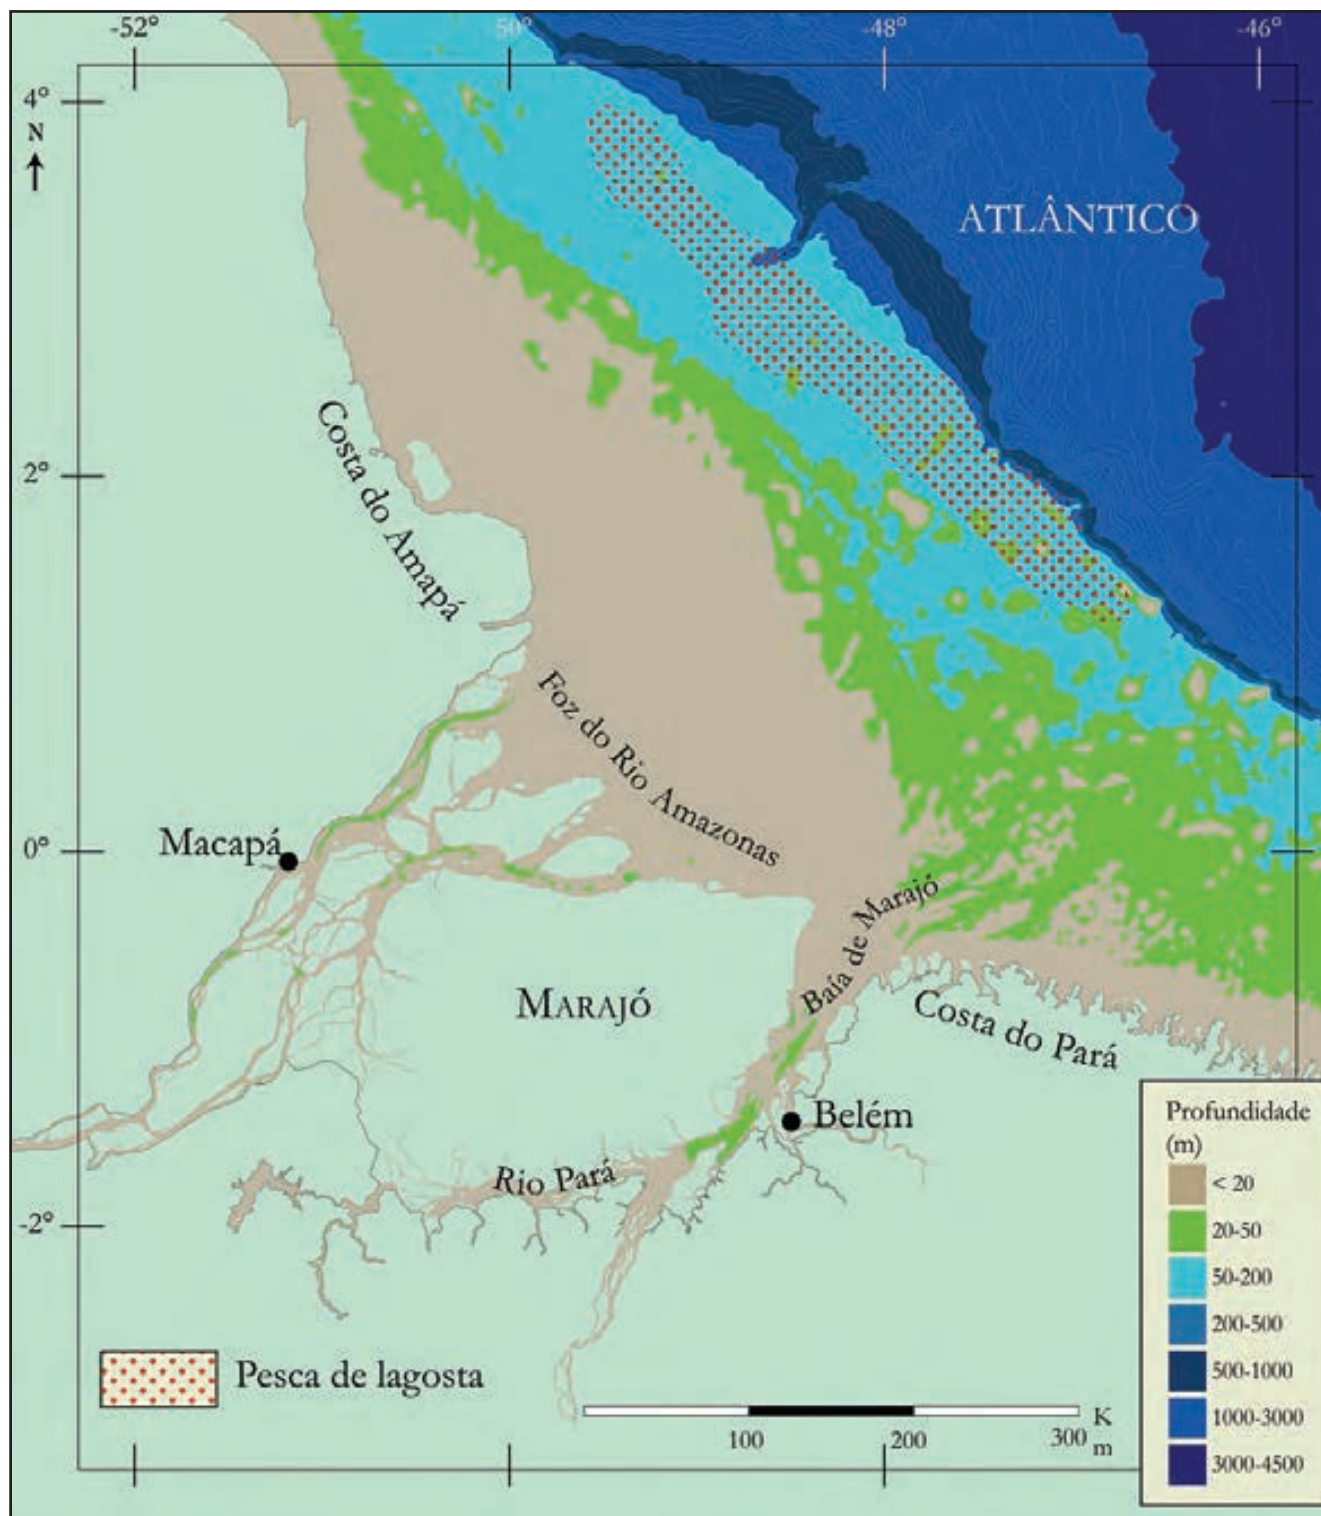 -52°
50°
-48°
-46°
4°
N
ATLÂNTICO
2°
Costa do Amapá
Foz do Rio Amazonas
Macapá
0°
Baía de Marajó
MARAJÓ
Costa do Pará
Belém
Rio Pará
-2°
Profundidade
(m)
< 20
20-50
50-200
200-500
500-1000
1000-3000
3000-4500
Pesca de lagosta
100
200
300
K
m